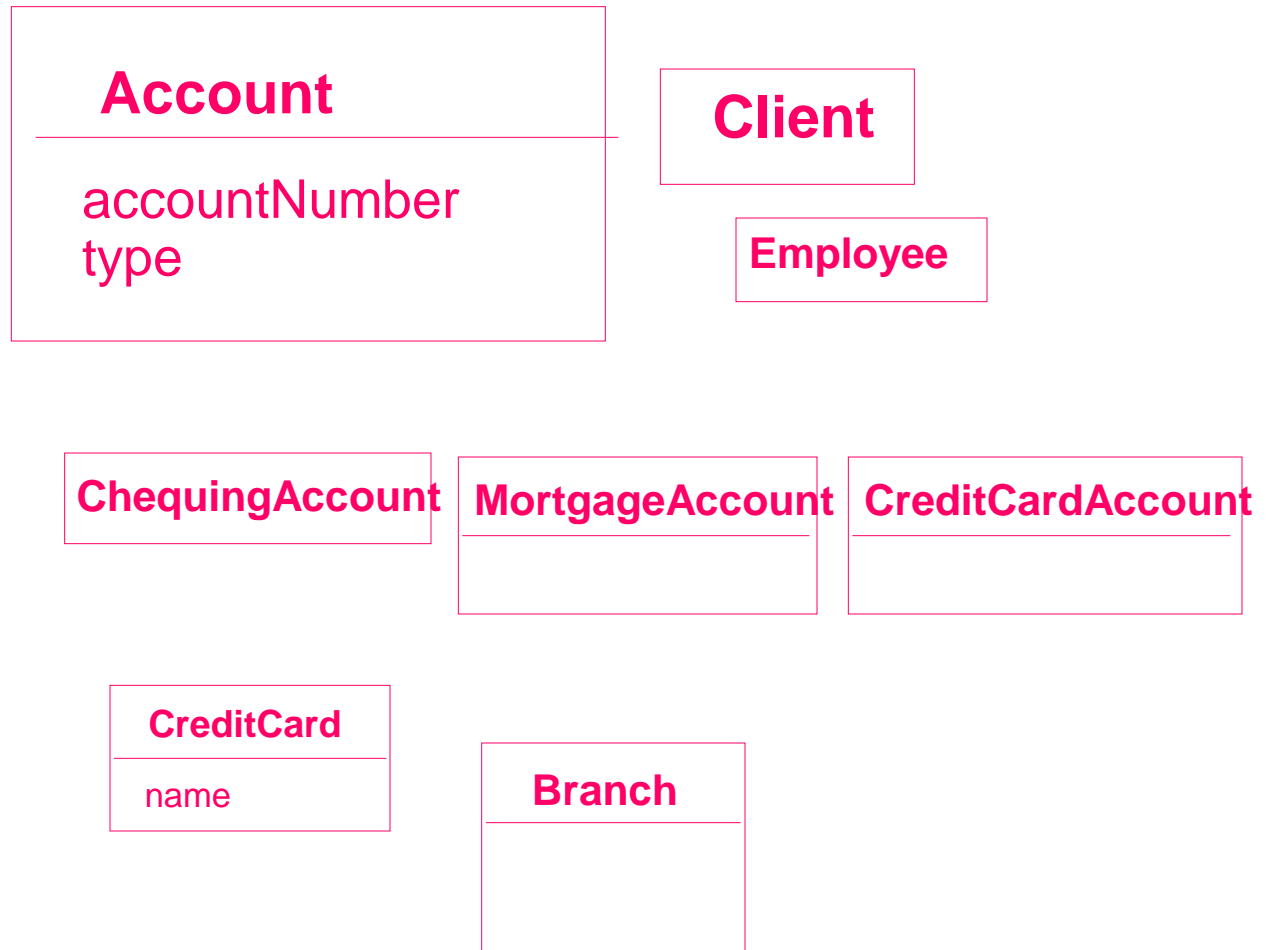 Account
accountNumber
type
Client
Employee
ChequingAccount
MortgageAccount
CreditCardAccount
CreditCard
name
Branch